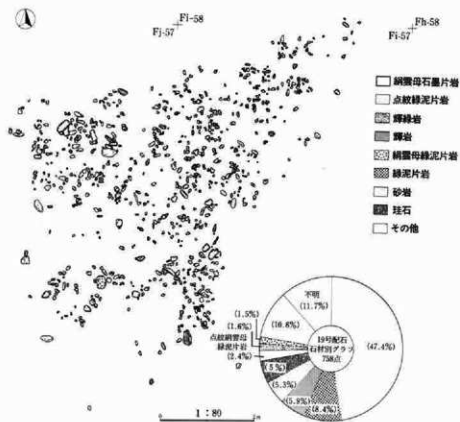 Fi-58
Fj-57
Fh-58
Fi-57
絹雲母石墨片岩
点紋緑泥片岩
輝緑岩
輝岩
絹雲母緑泥片岩
緑泥片岩
砂岩
珪石
その他
不明
(11.7%)
(1.5%)
(1.6%)
点紋絹雲母
緑泥片岩
(2.4%)
(10.8%)
19号配石
石材別グラフ
758点
(47.4%)
(5%)
(5.3%)
(5.9%)
(8.4%)
1:80